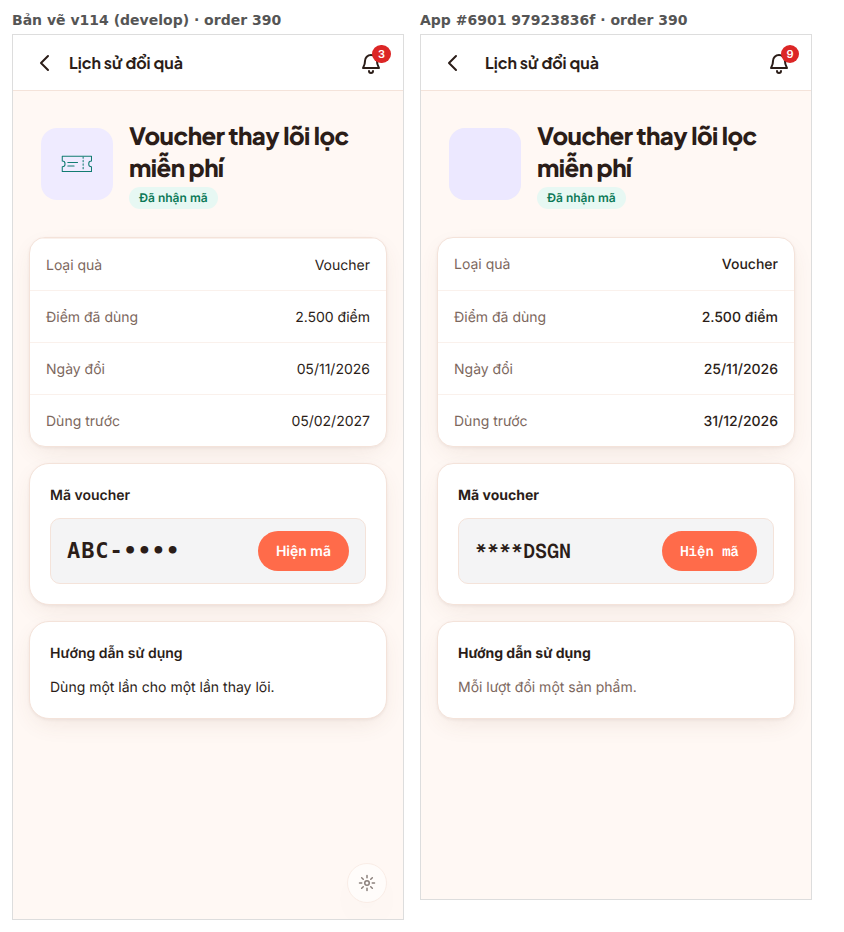 Bản vẽ v114 (develop) · order 390
Lịch sử đổi quà
3
Voucher thay lõi lọc
miễn phí
Đã nhận mã
Loại quà Voucher
Điểm đã dùng 2.500 điểm
Ngày đổi 05/11/2026
Dùng trước 05/02/2027
Mã voucher
ABC-•••• Hiện mã
Hướng dẫn sử dụng
Dùng một lần cho một lần thay lõi.
App #6901 97923836f · order 390
Lịch sử đổi quà
9
Voucher thay lõi lọc
miễn phí
Đã nhận mã
Loại quà Voucher
Điểm đã dùng 2.500 điểm
Ngày đổi 25/11/2026
Dùng trước 31/12/2026
Mã voucher
****DSGN Hiện mã
Hướng dẫn sử dụng
Mỗi lượt đổi một sản phẩm.